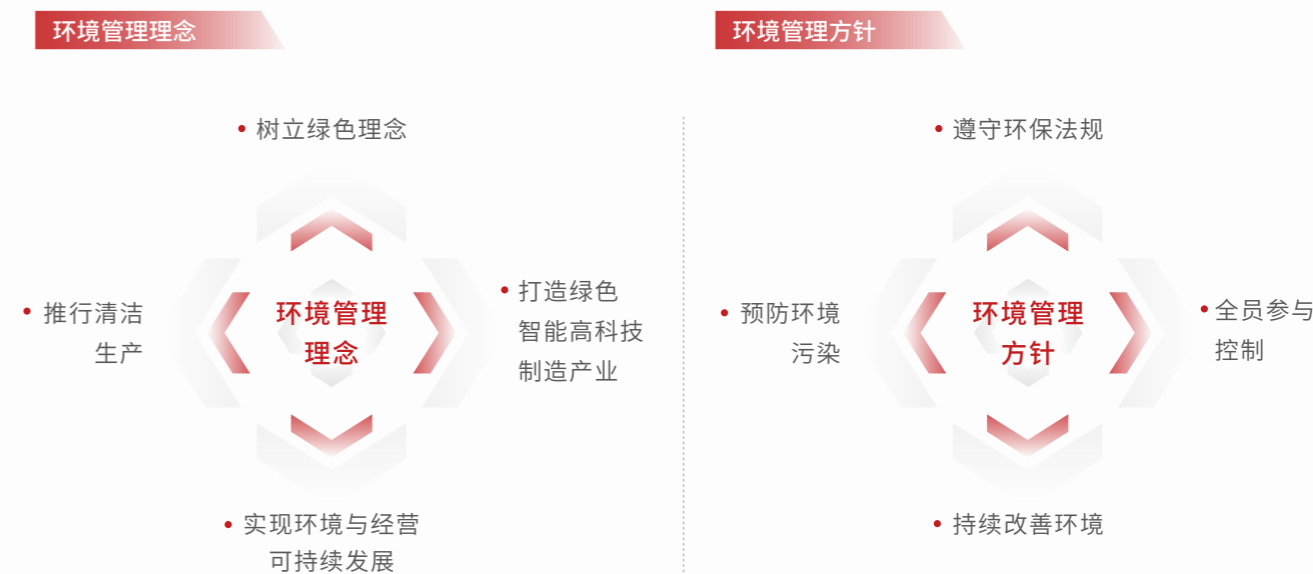 环境管理理念
• 树立绿色理念
• 推行清洁
生产
环境管理
理念
• 打造绿色
智能高科技
制造产业
• 实现环境与经营
可持续发展
环境管理方针
• 遵守环保法规
• 预防环境
污染
环境管理
方针
• 全员参与
控制
• 持续改善环境